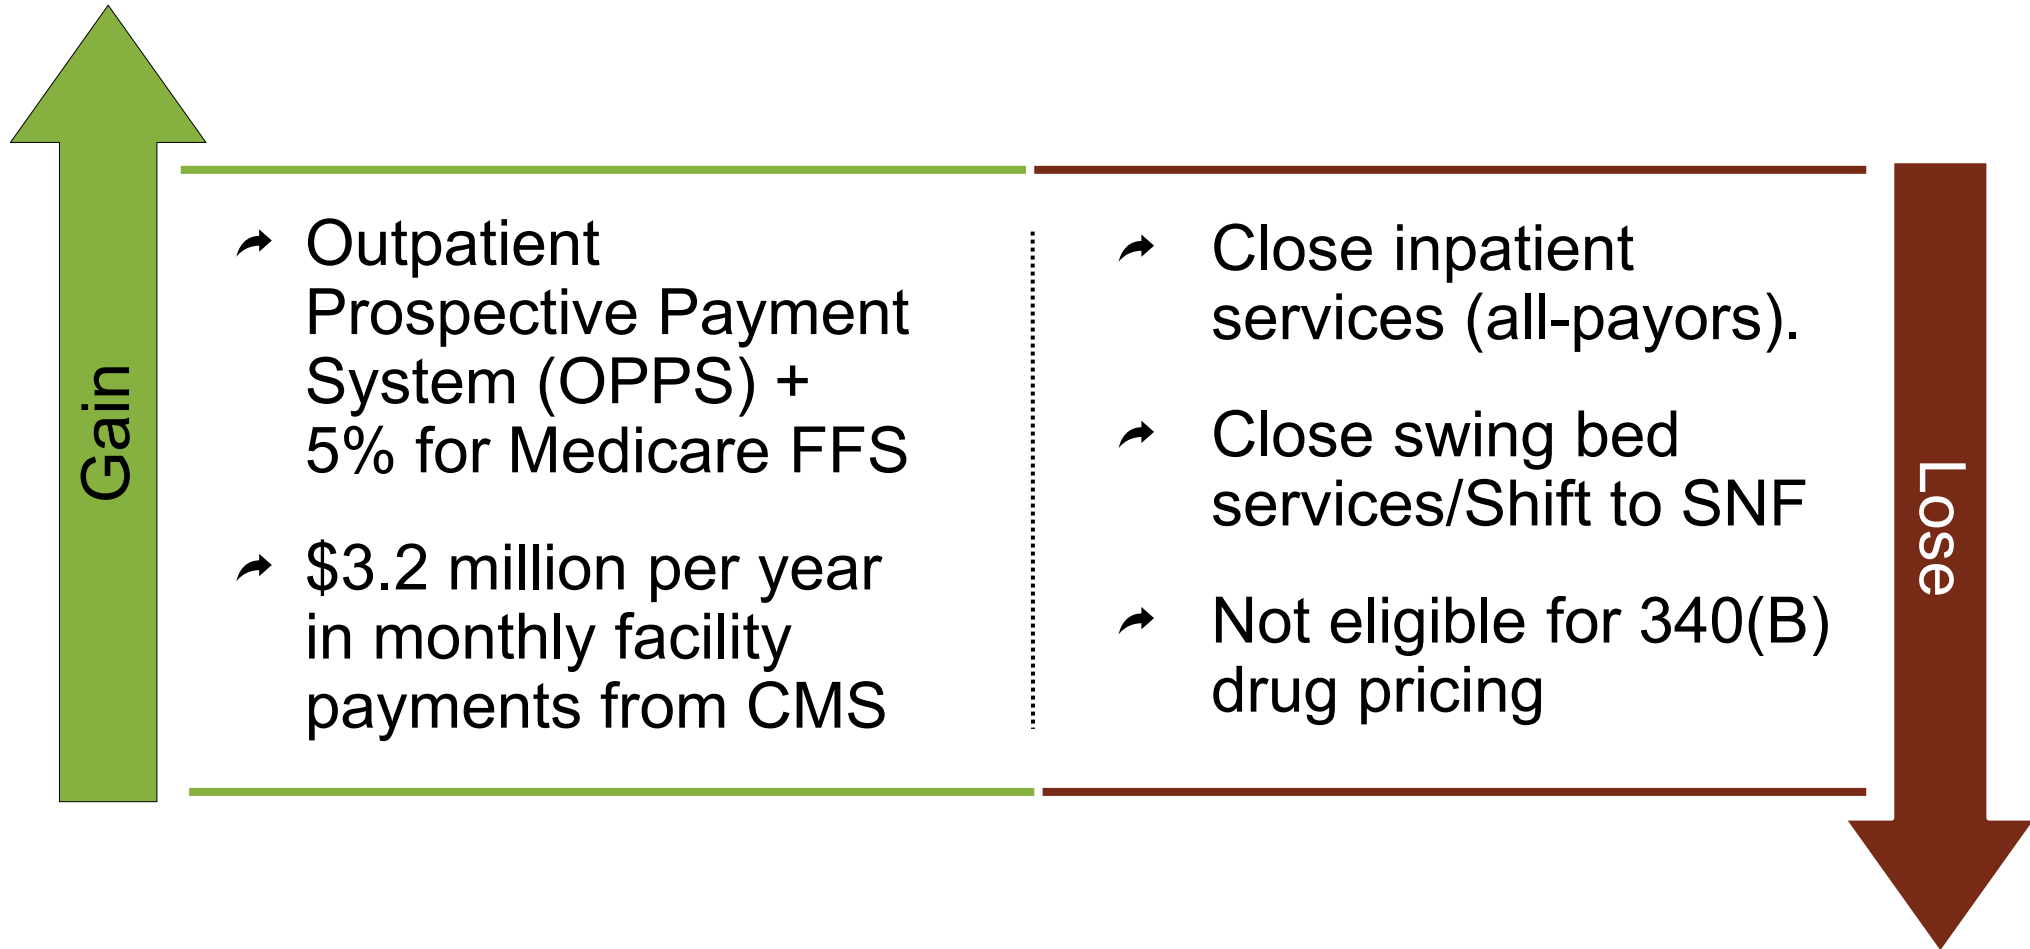 Gain
Outpatient
Prospective Payment
System (OPPS) +
5% for Medicare FFS
$3.2 million per year
in monthly facility
payments from CMS
Close inpatient
services (all-payors).
Close swing bed
services/Shift to SNF
Not eligible for 340(B)
drug pricing
Lose